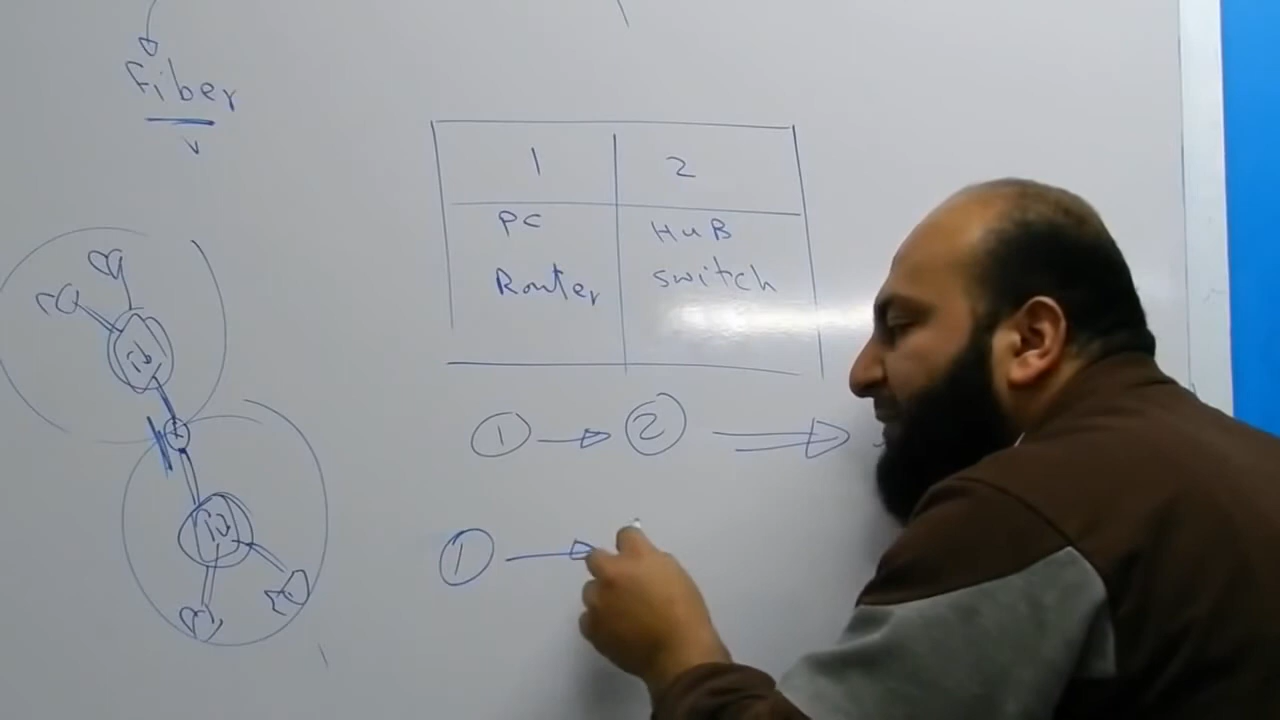 Fiber
1 2
PC HUB
Router switch
1 → 2 ⇒
1 →